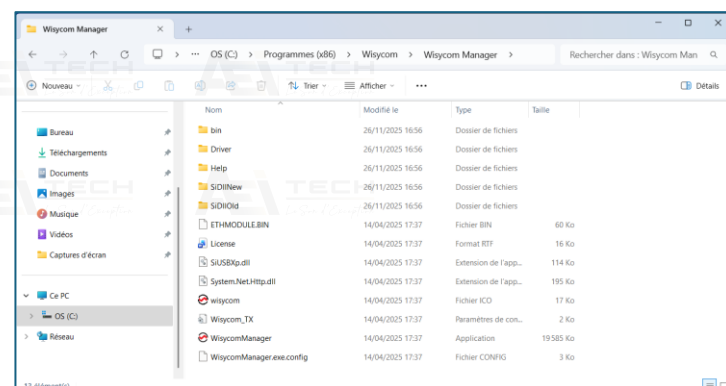 Wisycom Manager
OS (C:) > Programmes (x86) > Wisycom > Wisycom Manager >
Rechercher dans : Wisycom Man
Nouveau
Trier
Afficher
Détails
Nom Modifié le Type Taille
Bureau
Téléchargements
Documents
Images
Musique
Vidéos
Captures d'écran
Ce PC
OS (C:)
Réseau
bin 26/11/2025 16:56 Dossier de fichiers
Driver 26/11/2025 16:56 Dossier de fichiers
Help 26/11/2025 16:56 Dossier de fichiers
SiDllNew 26/11/2025 16:56 Dossier de fichiers
SiDllOld 26/11/2025 16:56 Dossier de fichiers
ETHMODULE.BIN 14/04/2025 17:37 Fichier BIN 60 Ko
License 14/04/2025 17:37 Format RTF 16 Ko
SiUSBXp.dll 14/04/2025 17:37 Extension de l'app... 114 Ko
System.Net.Http.dll 14/04/2025 17:37 Extension de l'app... 195 Ko
wisycom 14/04/2025 17:37 Fichier ICO 17 Ko
Wisycom_TX 14/04/2025 17:37 Paramètres de con... 2 Ko
WisycomManager 14/04/2025 17:37 Application 19 585 Ko
WisycomManager.exe.config 14/04/2025 17:37 Fichier CONFIG 3 Ko
TECH
TECH
TECH
TECH